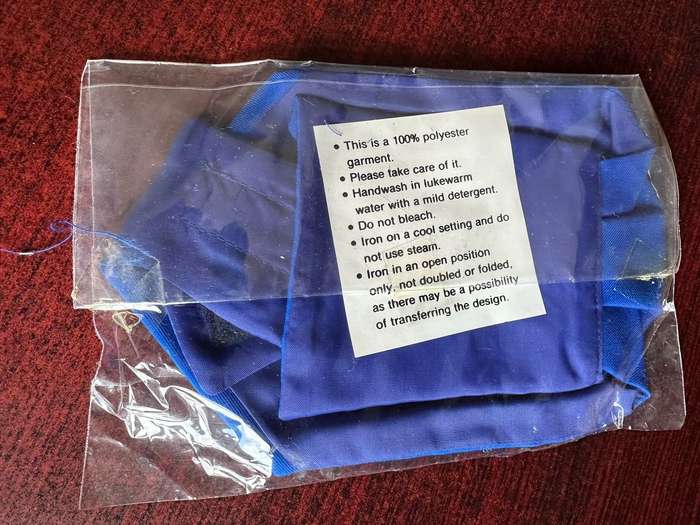 • This is a 100% polyester
garment.
• Please take care of it.
• Handwash in lukewarm
water with a mild detergent.
• Do not bleach.
• Iron on a cool setting and do
not use steam.
• Iron in an open position
only, not doubled or folded,
as there may be a possibility
of transferring the design.